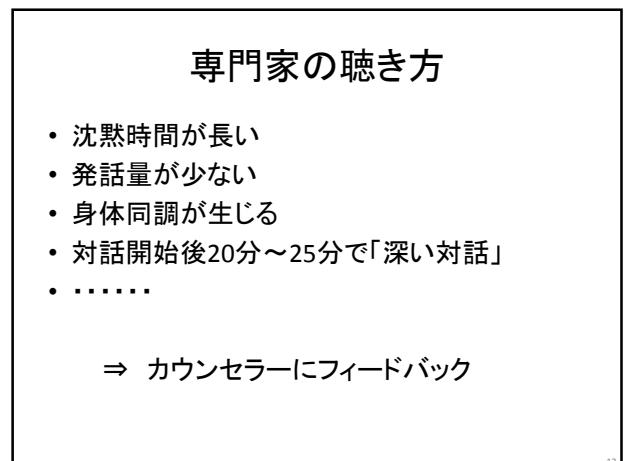 専門家の聴き方
• 沈黙時間が長い
• 発話量が少ない
• 身体同調が生じる
• 対話開始後20分～25分で「深い対話」
• ・・・・・・
⇒ カウンセラーにフィードバック